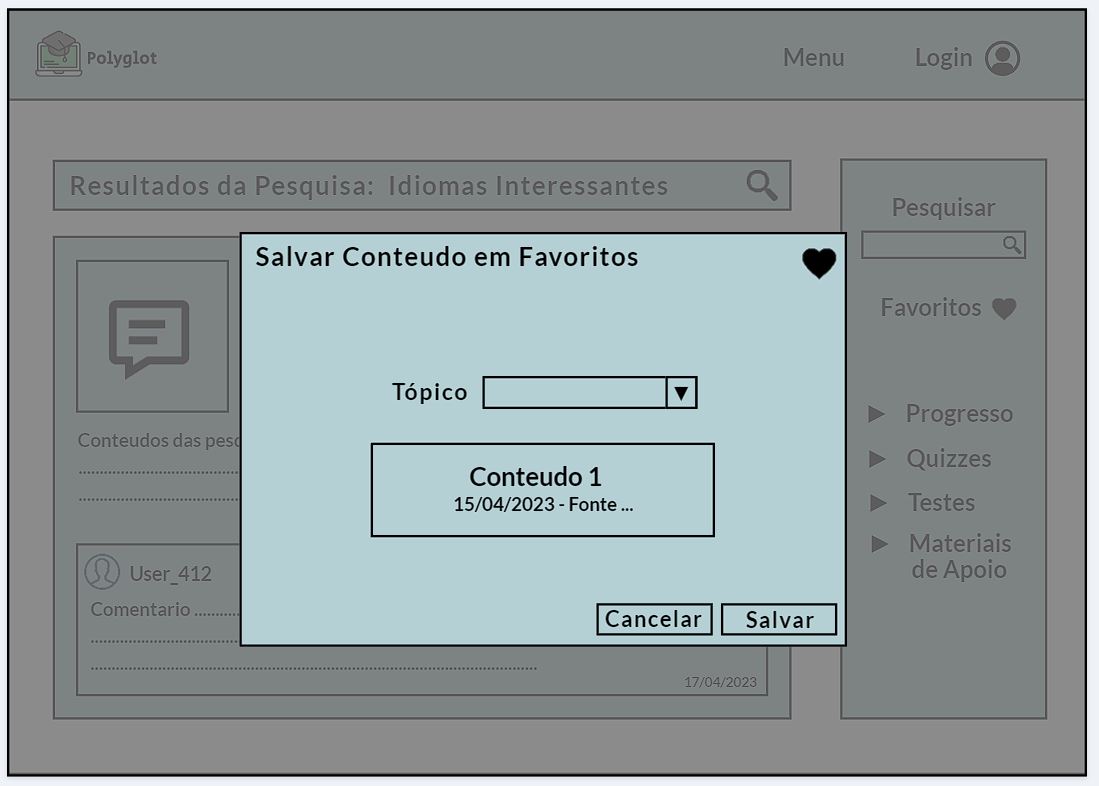 Polyglot
Menu
Login
Resultados da Pesquisa: Idiomas Interessantes
Salvar Conteudo em Favoritos
Tópico
Conteudo 1
15/04/2023 - Fonte ...
Cancelar
Salvar
Conteudos das
User_412
Comentario ...........
17/04/2023
Pesquisar
Favoritos
Progresso
Quizzes
Testes
Materiais
de Apoio